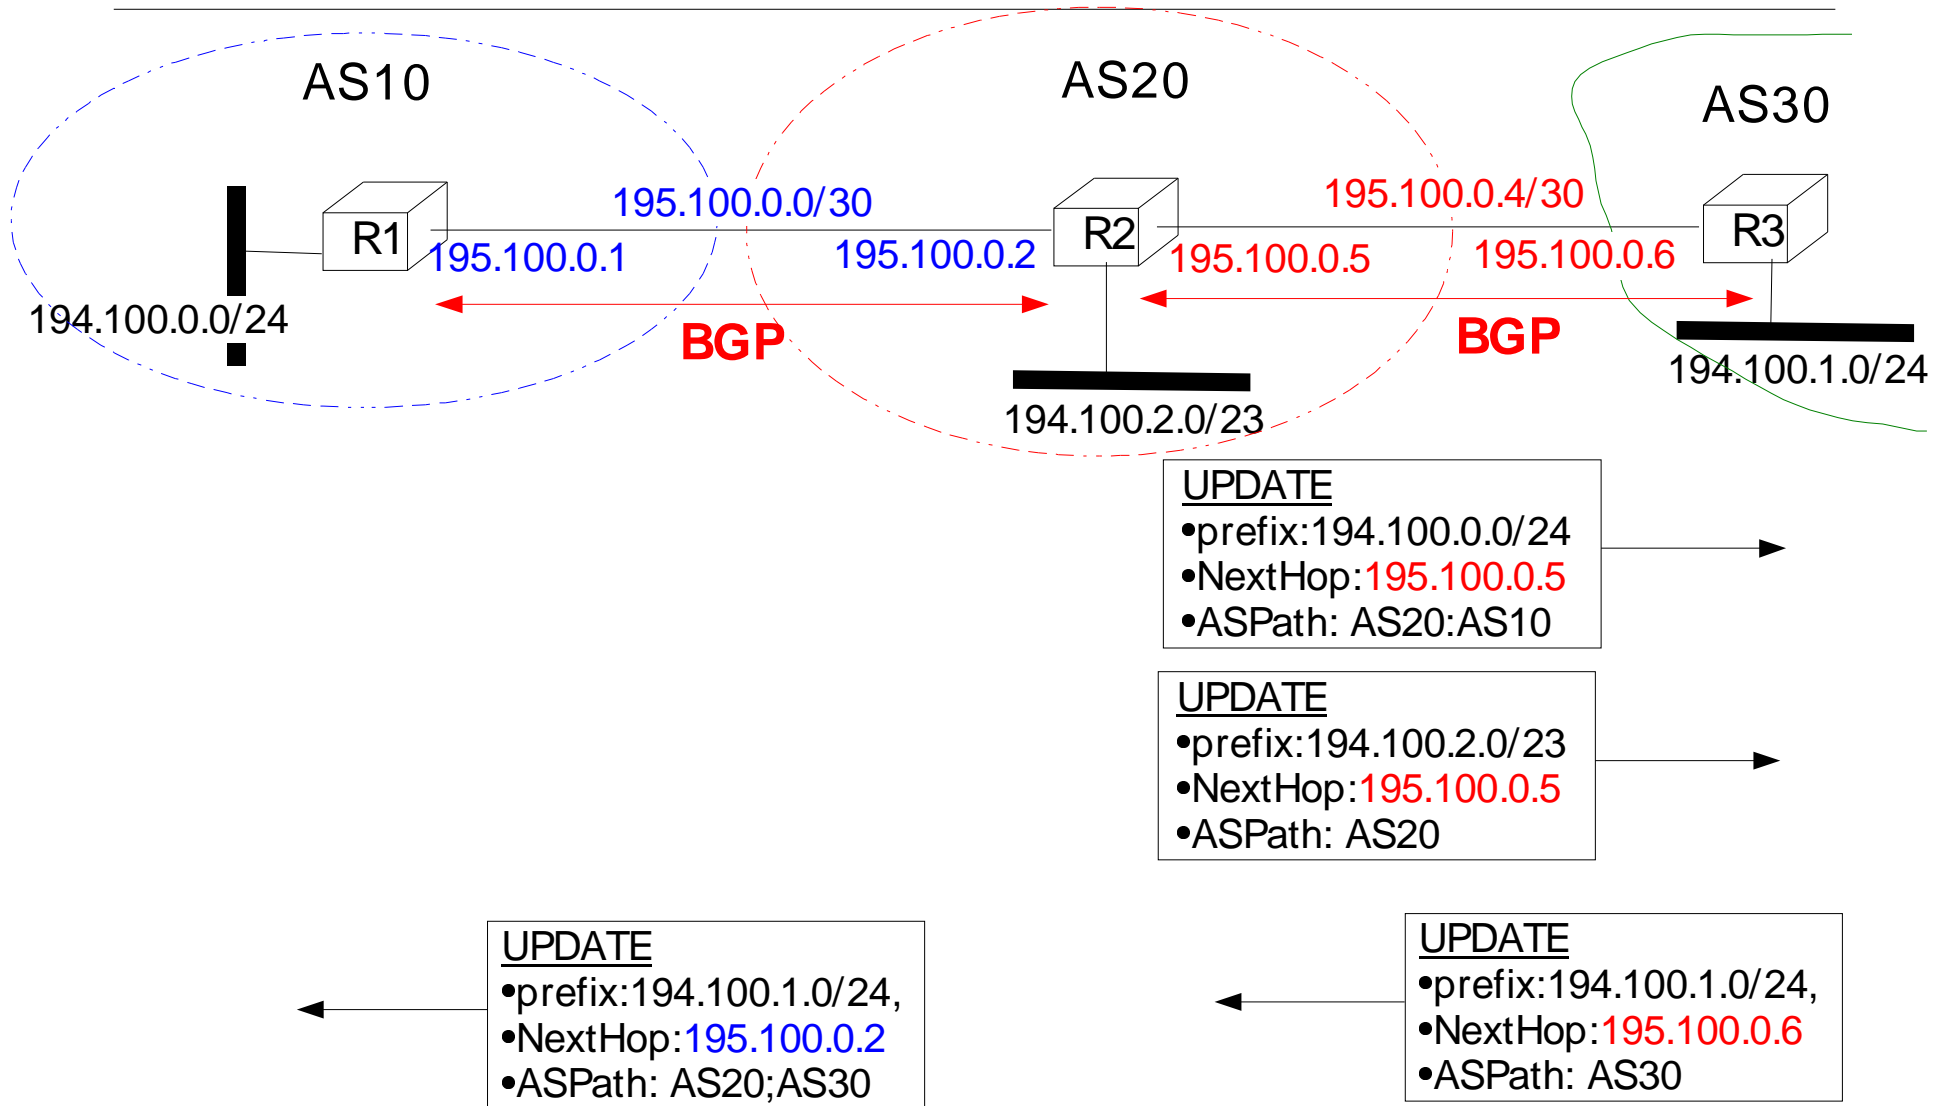 AS10
AS20
AS30
195.100.0.0/30
195.100.0.4/30
R1
R2
R3
195.100.0.1
195.100.0.2
195.100.0.5
195.100.0.6
194.100.0.0/24
BGP
BGP
194.100.1.0/24
194.100.2.0/23
UPDATE
•prefix:194.100.0.0/24
•NextHop:195.100.0.5
•ASPath: AS20:AS10
UPDATE
•prefix:194.100.2.0/23
•NextHop:195.100.0.5
•ASPath: AS20
UPDATE
•prefix:194.100.1.0/24,
•NextHop:195.100.0.2
•ASPath: AS20;AS30
UPDATE
•prefix:194.100.1.0/24,
•NextHop:195.100.0.6
•ASPath: AS30